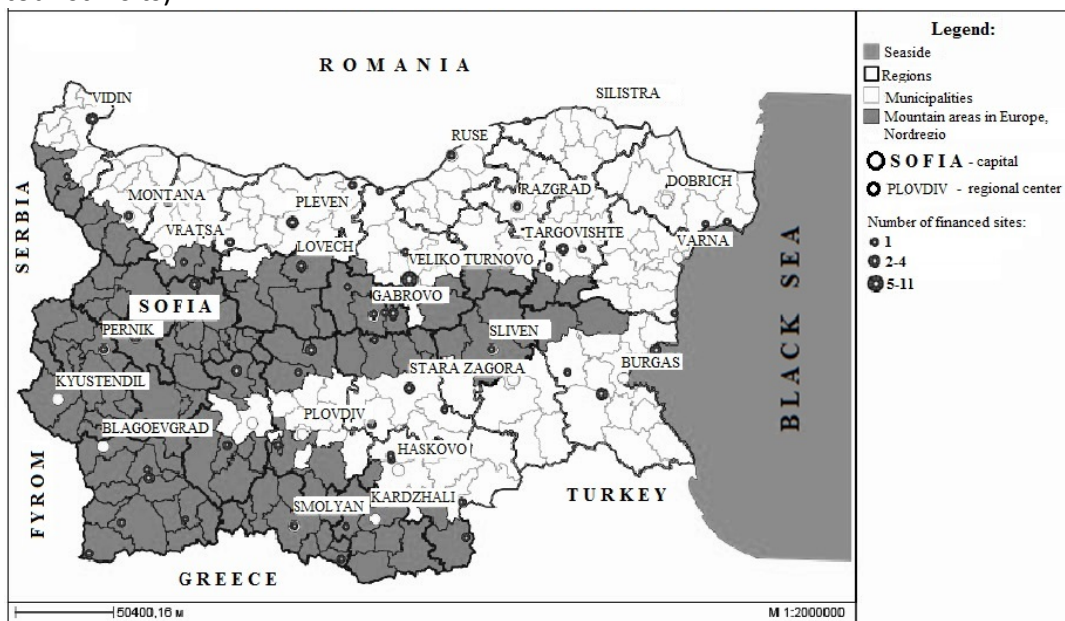 ROMANIA
VIDIN
SILISTRA
RUSE
MONTANA
PLEVEN
RAZGRAD
DOBRICH
SERBIA
VRATSA
LOVECH
TARGOVISHTE
VARNA
VELIKO TURNOVO
SOFIA
GABROVO
PERNIK
SLIVEN
BLACK SEA
KYUSTENDIL
STARA ZAGORA
BURGAS
BLAGOEVGRAD
PLOVDIV
HASKOVO
FYROM
SMOLYAN
KARDZHALI
TURKEY
GREECE
50400,16 м
М 1:2000000
Legend:
Seaside
Regions
Municipalities
Mountain areas in Europe,
Nordregio
SOFIA - capital
PLOVDIV - regional center
Number of financed sites:
1
2-4
5-11